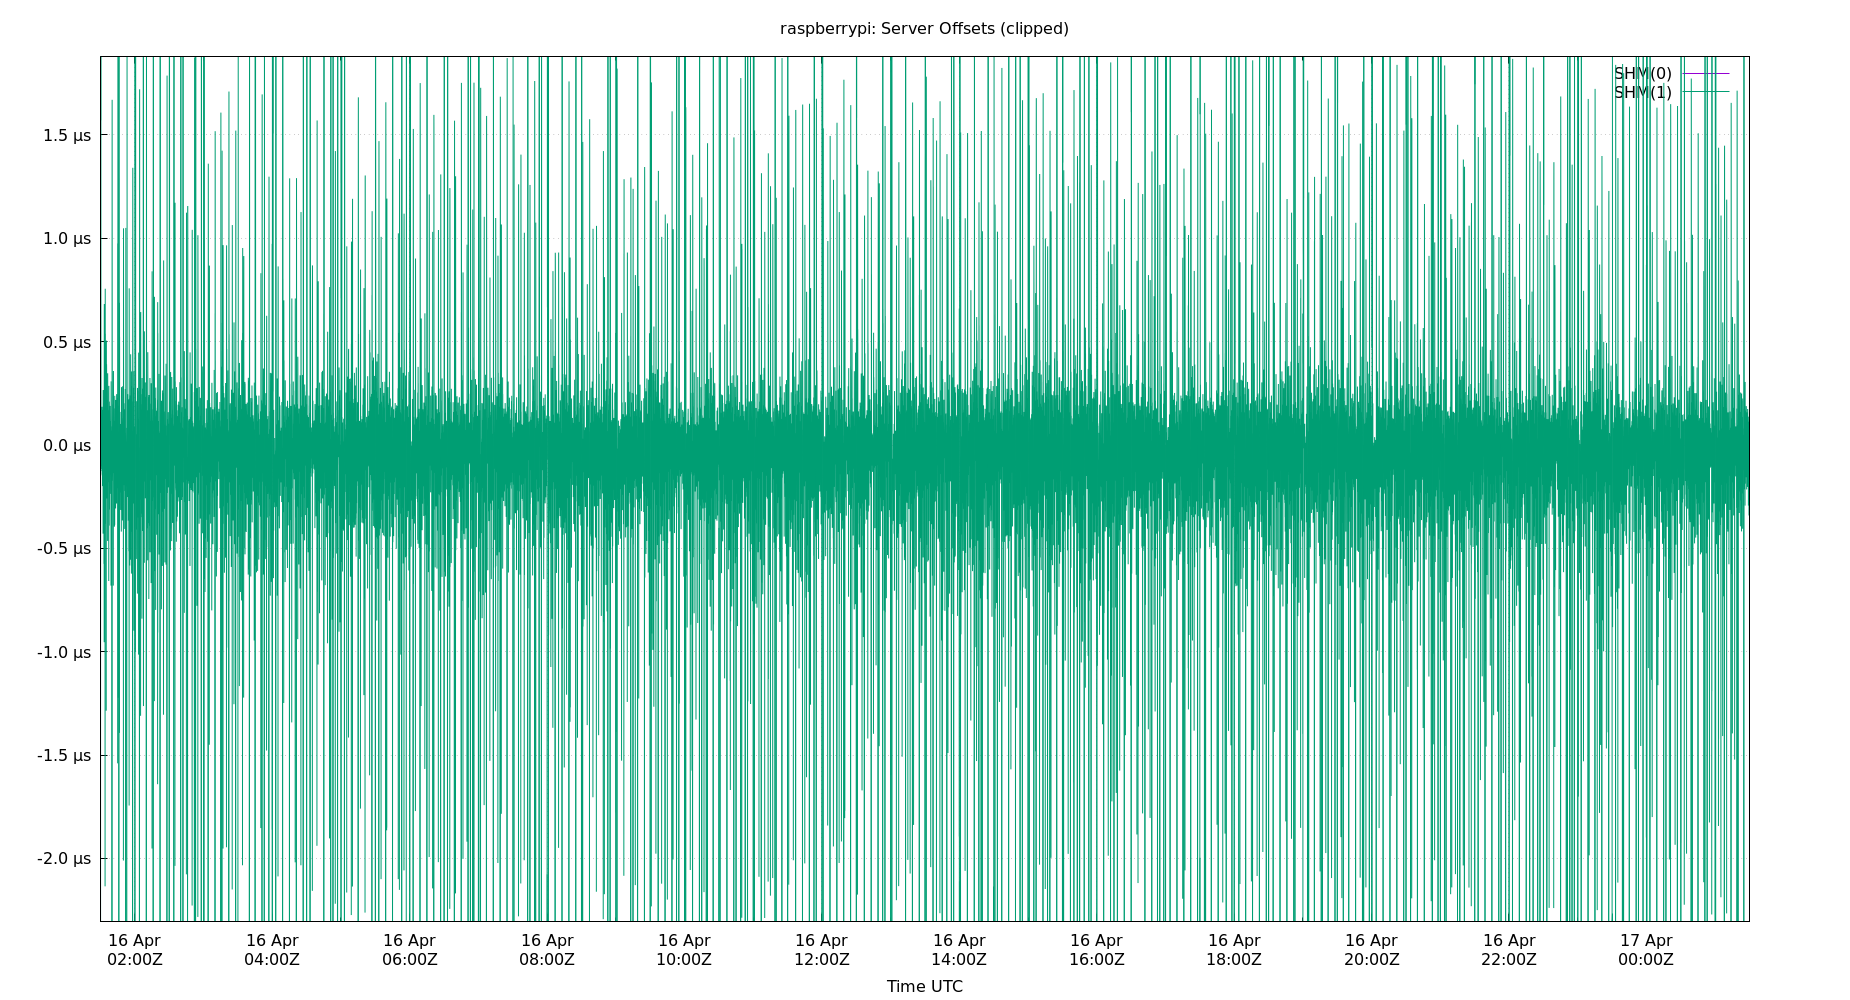 raspberrypi: Server Offsets (clipped)
SHM(0)
SHM(1)
1.5 µs
1.0 µs
0.5 µs
0.0 µs
-0.5 µs
-1.0 µs
-1.5 µs
-2.0 µs
16 Apr 16 Apr 16 Apr 16 Apr 16 Apr 16 Apr 16 Apr 16 Apr 16 Apr 16 Apr 16 Apr 17 Apr
02:00Z 04:00Z 06:00Z 08:00Z 10:00Z 12:00Z 14:00Z 16:00Z 18:00Z 20:00Z 22:00Z 00:00Z
Time UTC